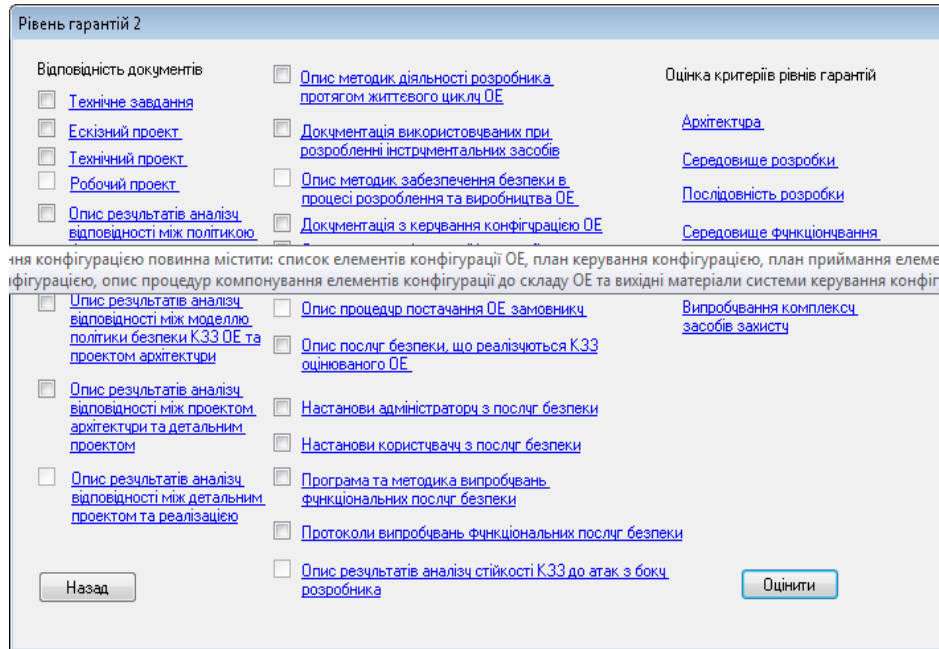 Рівень гарантій 2
Відповідність документів
Технічне завдання
Ескізний проект
Технічний проект
Робочий проект
Опис результатів аналізу
відповідності між політикою
Опис методик діяльності розробника
протягом життєвого циклу ОЕ
Документація використовуваних при
розробленні інструментальних засобів
Опис методик забезпечення безпеки в
процесі розроблення та виробництва ОЕ
Документація з керування конфігурацією ОЕ
Оцінка критеріїв рівнів гарантій
Архітектура
Середовище розробки
Послідовність розробки
Середовище функціонування
ння конфігурацією повинна містити: список елементів конфігурації ОЕ, план керування конфігурацією, план приймання елеме
нфігурацією, опис процедур компонування елементів конфігурації до складу ОЕ та вихідні матеріали системи керування конфіг
Опис результатів аналізу
відповідності між моделлю
політики безпеки КЗЗ ОЕ та
проектом архітектури
Опис результатів аналізу
відповідності між проектом
архітектури та детальним
проектом
Опис результатів аналізу
відповідності між детальним
проектом та реалізацією
Опис процедур постачання ОЕ замовнику
Опис послуг безпеки, що реалізуються КЗЗ
оцінюваного ОЕ
Настанови адміністратору з послуг безпеки
Настанови користувачу з послуг безпеки
Програма та методика випробувань
функціональних послуг безпеки
Протоколи випробувань функціональних послуг безпеки
Опис результатів аналізу стійкості КЗЗ до атак з боку
розробника
Випробування комплексу
засобів захисту
Назад
Оцінити